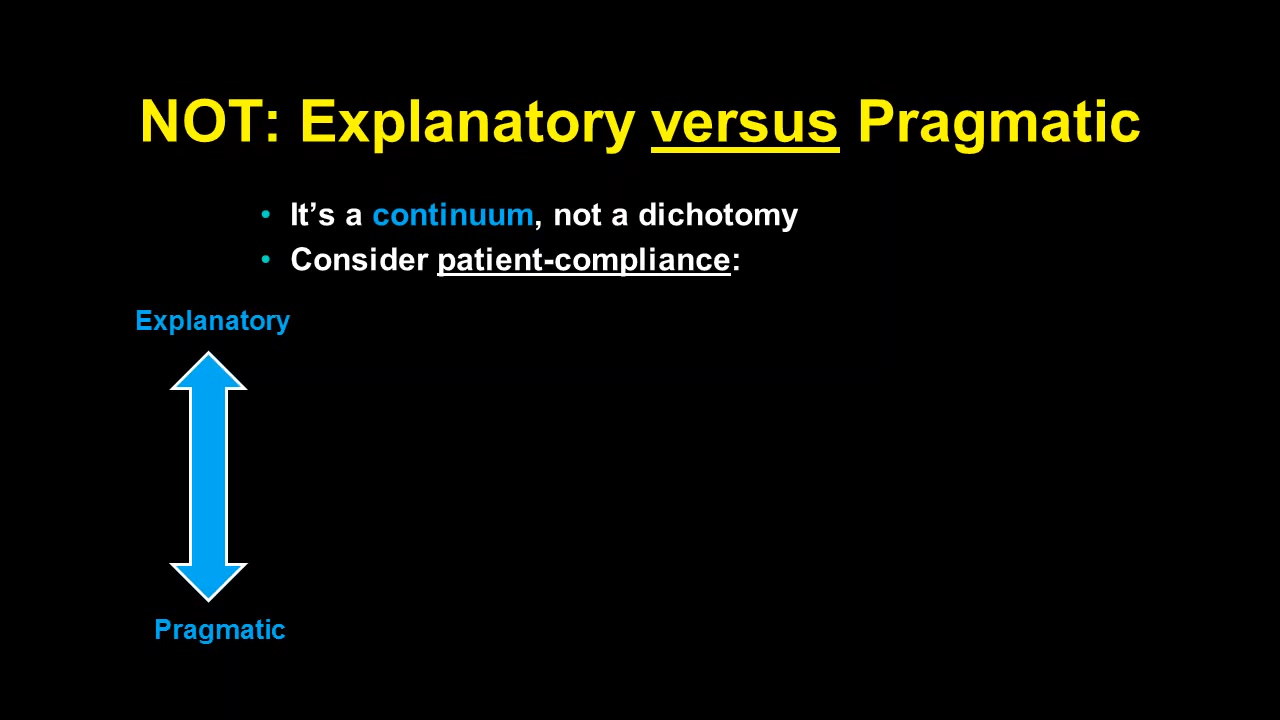 NOT: Explanatory versus Pragmatic
• It’s a continuum, not a dichotomy
• Consider patient-compliance:
Explanatory
Pragmatic